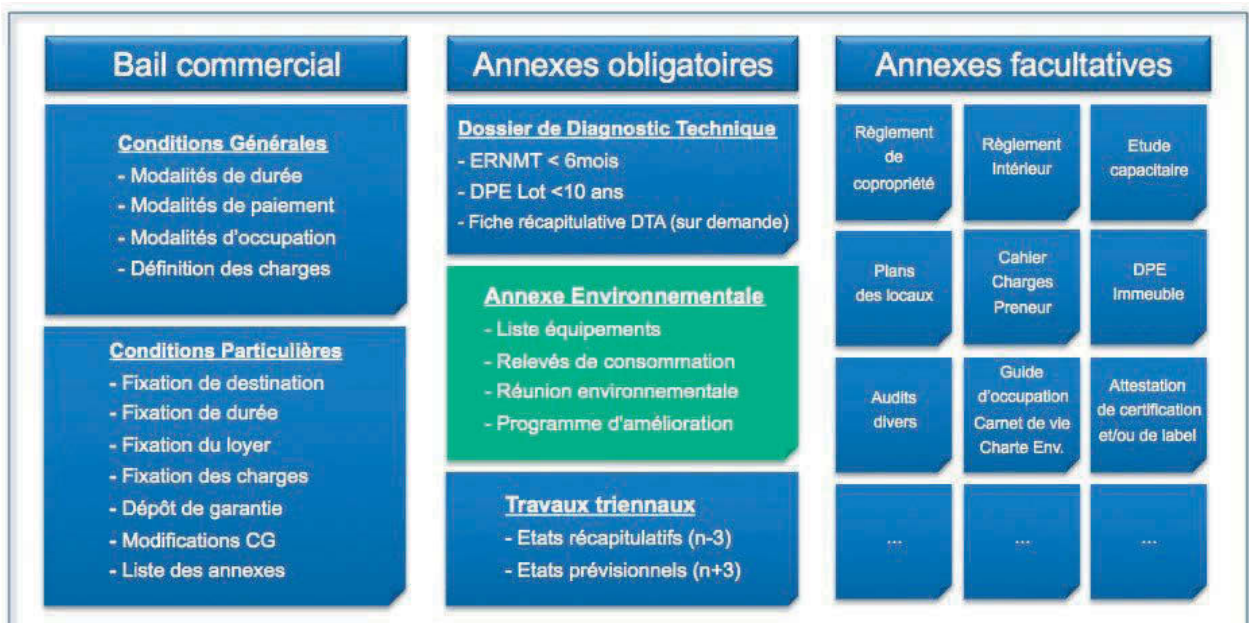 Bail commercial
Conditions Générales
- Modalités de durée
- Modalités de paiement
- Modalités d'occupation
- Définition des charges
Conditions Particulières
- Fixation de destination
- Fixation de durée
- Fixation du loyer
- Fixation des charges
- Dépôt de garantie
- Modifications CG
- Liste des annexes
Annexes obligatoires
Dossier de Diagnostic Technique
- ERNMT < 6mois
- DPE Lot <10 ans
- Fiche récapitulative DTA (sur demande)
Annexe Environnementale
- Liste équipements
- Relevés de consommation
- Réunion environnementale
- Programme d'amélioration
Travaux triennaux
- Etats récapitulatifs (n-3)
- Etats prévisionnels (n+3)
Annexes facultatives
Règlement
de
copropriété
Règlement
Intérieur
Etude
capacitaire
Plans
des locaux
Cahier
Charges
Preneur
DPE
Immeuble
Audits
divers
Guide
d'occupation
Carnet de vie
Charte Env.
Attestation
de certification
et/ou de label
...
...
...